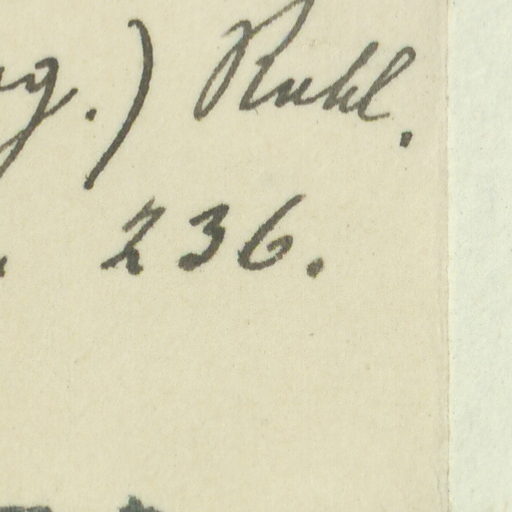 g.) Ruhl.
. 236.